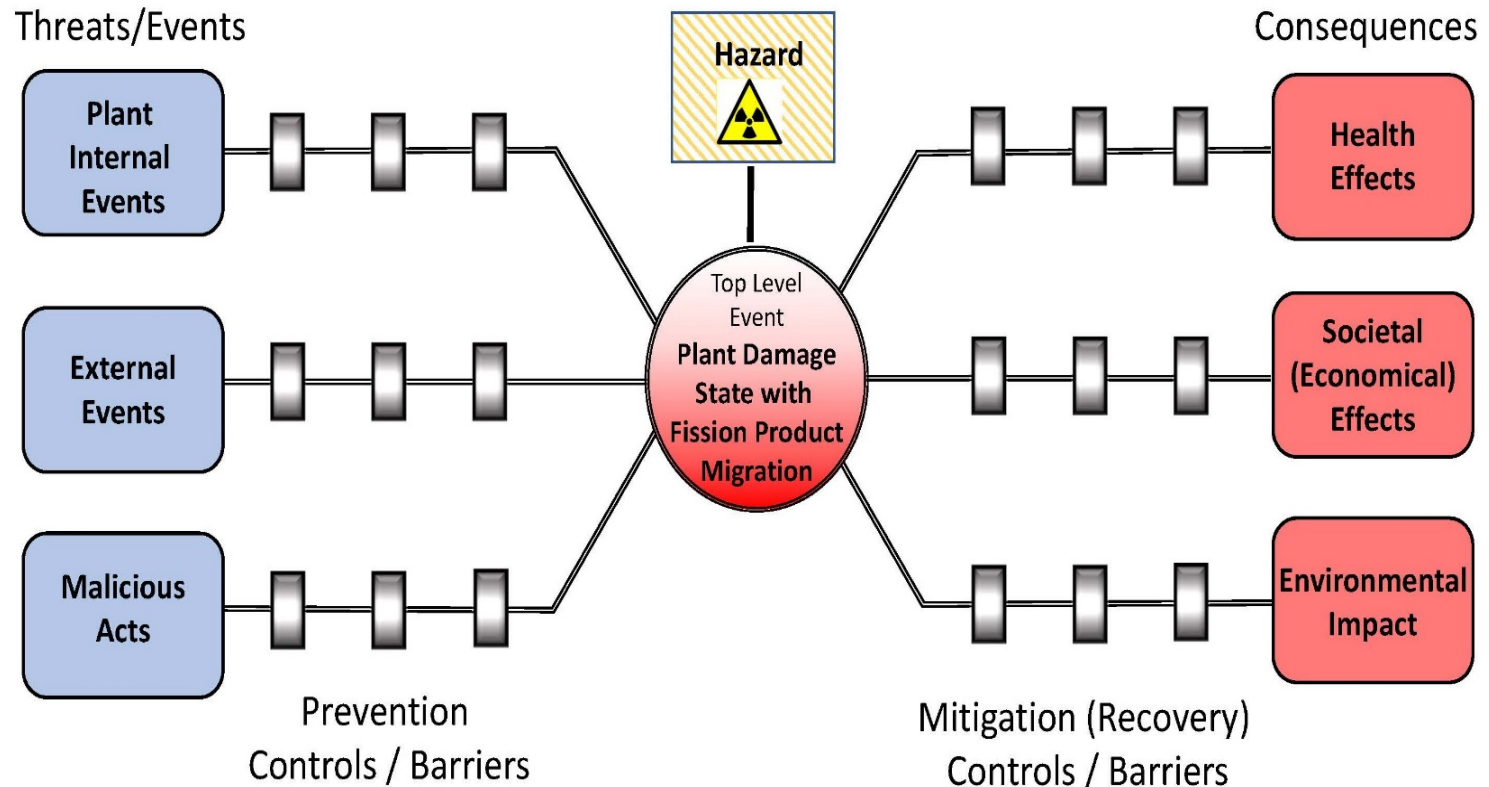 Threats/Events
Hazard
Consequences
Plant
Internal
Events
Health
Effects
External
Events
Top Level
Event
Plant Damage
State with
Fission Product
Migration
Societal
(Economical)
Effects
Malicious
Acts
Environmental
Impact
Prevention
Controls / Barriers
Mitigation (Recovery)
Controls / Barriers